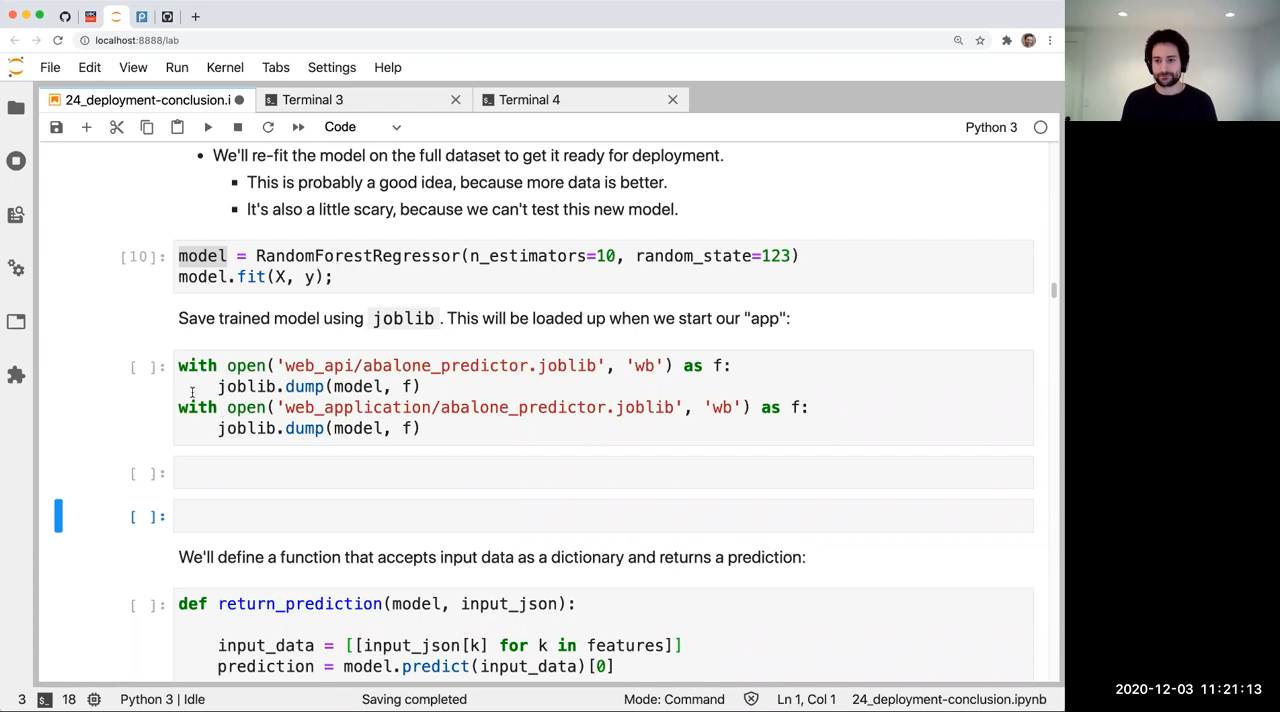 localhost:8888/lab
File Edit View Run Kernel Tabs Settings Help
24_deployment-conclusion.i Terminal 3 Terminal 4
Code Python 3
• We'll re-fit the model on the full dataset to get it ready for deployment.
▪ This is probably a good idea, because more data is better.
▪ It's also a little scary, because we can't test this new model.
[10]: model = RandomForestRegressor(n_estimators=10, random_state=123)
model.fit(X, y);
Save trained model using joblib. This will be loaded up when we start our "app":
[ ]: with open('web_api/abalone_predictor.joblib', 'wb') as f:
joblib.dump(model, f)
with open('web_application/abalone_predictor.joblib', 'wb') as f:
joblib.dump(model, f)
[ ]:
[ ]:
We'll define a function that accepts input data as a dictionary and returns a prediction:
[ ]: def return_prediction(model, input_json):
input_data = [[input_json[k] for k in features]]
prediction = model.predict(input_data)[0]
3 18 Python 3 | Idle Saving completed Mode: Command Ln 1, Col 1 24_deployment-conclusion.ipynb
2020-12-03 11:21:13